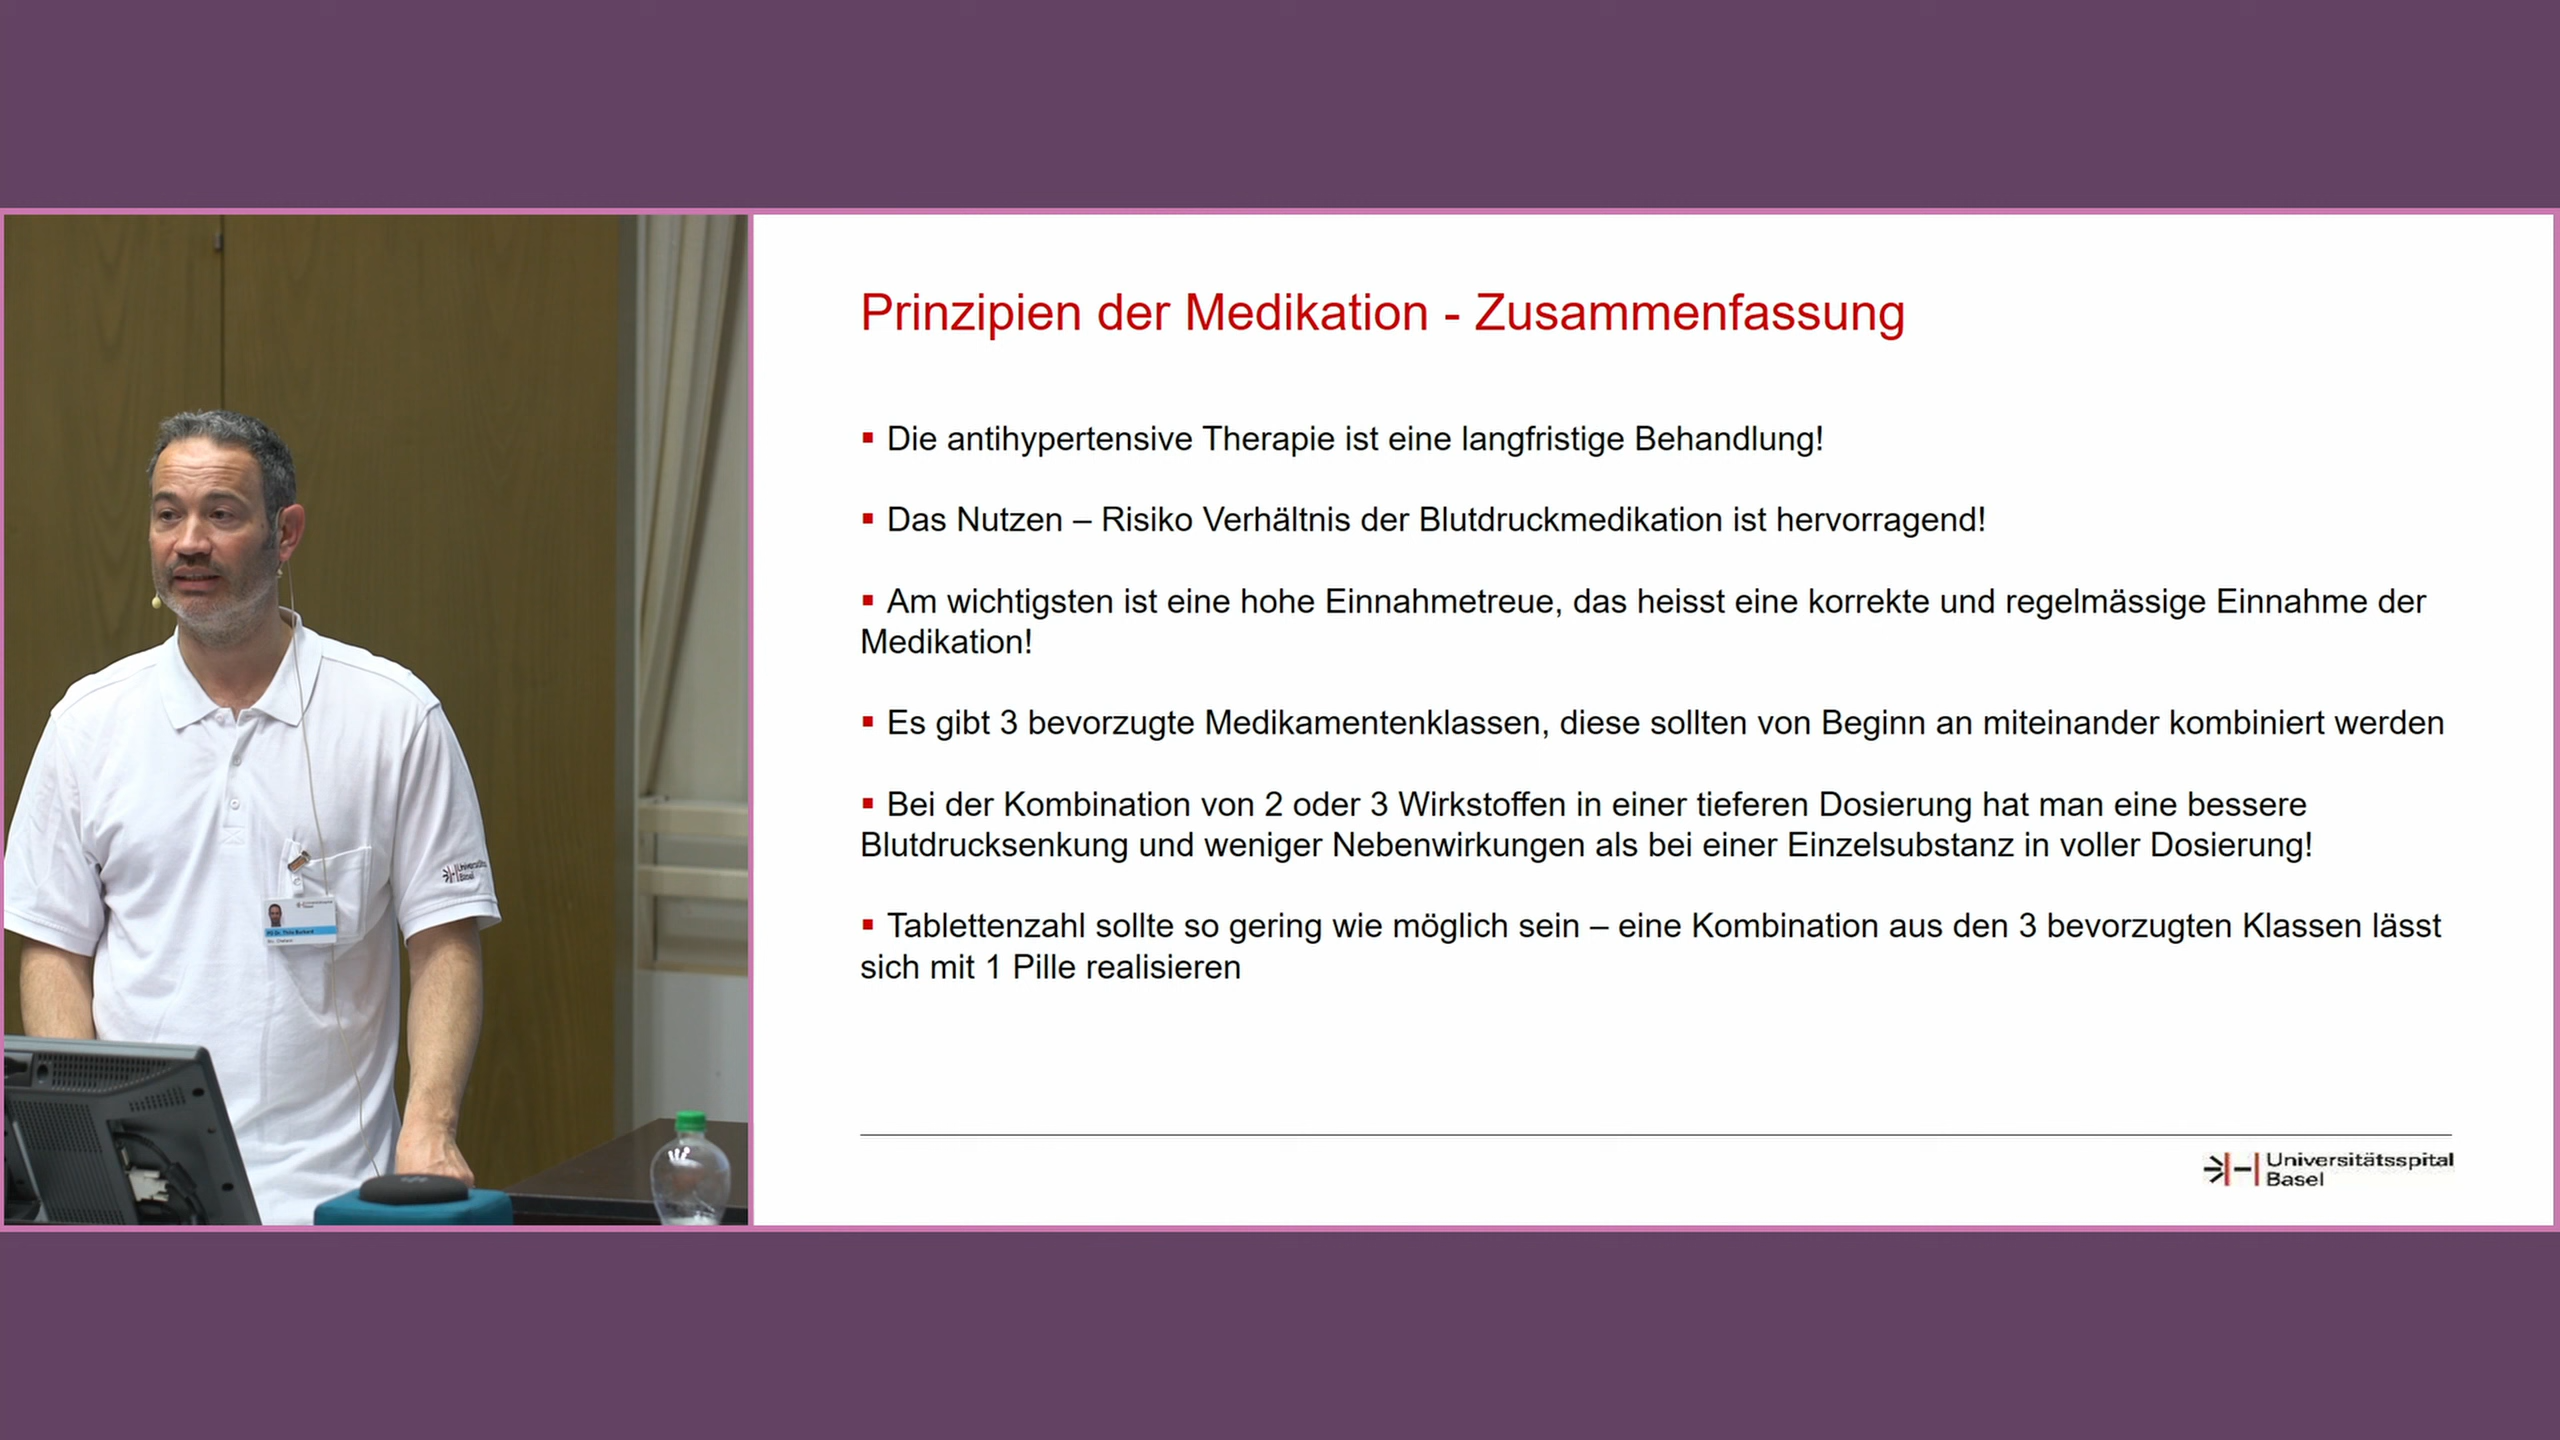 Prinzipien der Medikation - Zusammenfassung
▪ Die antihypertensive Therapie ist eine langfristige Behandlung!
▪ Das Nutzen – Risiko Verhältnis der Blutdruckmedikation ist hervorragend!
▪ Am wichtigsten ist eine hohe Einnahmetreue, das heisst eine korrekte und regelmässige Einnahme der
Medikation!
▪ Es gibt 3 bevorzugte Medikamentenklassen, diese sollten von Beginn an miteinander kombiniert werden
▪ Bei der Kombination von 2 oder 3 Wirkstoffen in einer tieferen Dosierung hat man eine bessere
Blutdrucksenkung und weniger Nebenwirkungen als bei einer Einzelsubstanz in voller Dosierung!
▪ Tablettenzahl sollte so gering wie möglich sein – eine Kombination aus den 3 bevorzugten Klassen lässt
sich mit 1 Pille realisieren
Universitätsspital
Basel
PD Dr. Thilo Burkard
Basel